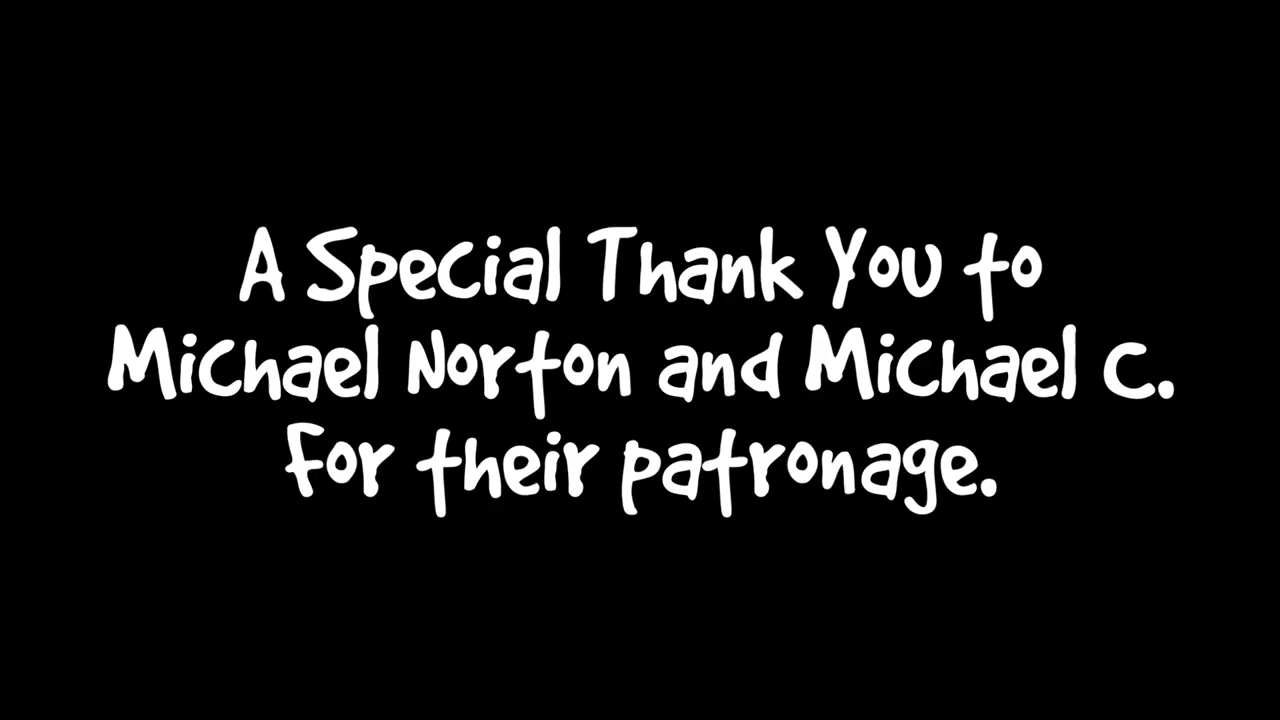 A Special Thank You to
Michael Norton and Michael C.
For their patronage.